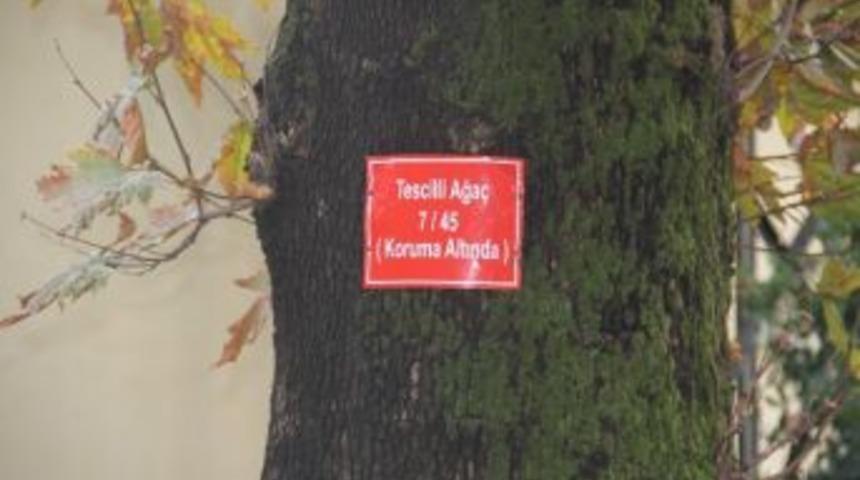 Tescilli Ağaç
7 / 45
( Koruma Altında )